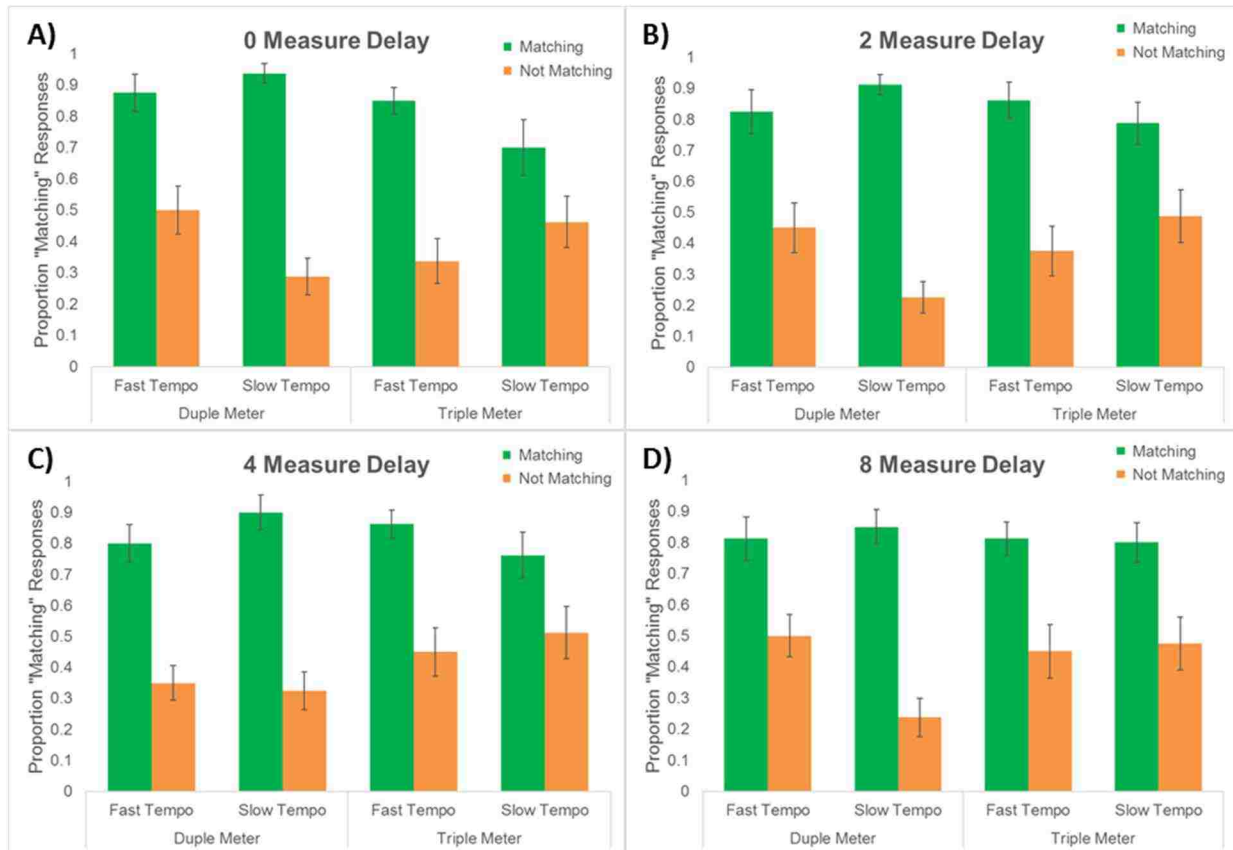 A)
0 Measure Delay
Matching
Not Matching
Proportion "Matching" Responses
1
0.9
0.8
0.7
0.6
0.5
0.4
0.3
0.2
0.1
0
Fast Tempo Slow Tempo Fast Tempo Slow Tempo
Duple Meter Triple Meter
B)
2 Measure Delay
Matching
Not Matching
Proportion "Matching" Responses
1
0.9
0.8
0.7
0.6
0.5
0.4
0.3
0.2
0.1
0
Fast Tempo Slow Tempo Fast Tempo Slow Tempo
Duple Meter Triple Meter
C)
4 Measure Delay
Matching
Not Matching
Proportion "Matching" Responses
1
0.9
0.8
0.7
0.6
0.5
0.4
0.3
0.2
0.1
0
Fast Tempo Slow Tempo Fast Tempo Slow Tempo
Duple Meter Triple Meter
D)
8 Measure Delay
Matching
Not Matching
Proportion "Matching" Responses
1
0.9
0.8
0.7
0.6
0.5
0.4
0.3
0.2
0.1
0
Fast Tempo Slow Tempo Fast Tempo Slow Tempo
Duple Meter Triple Meter